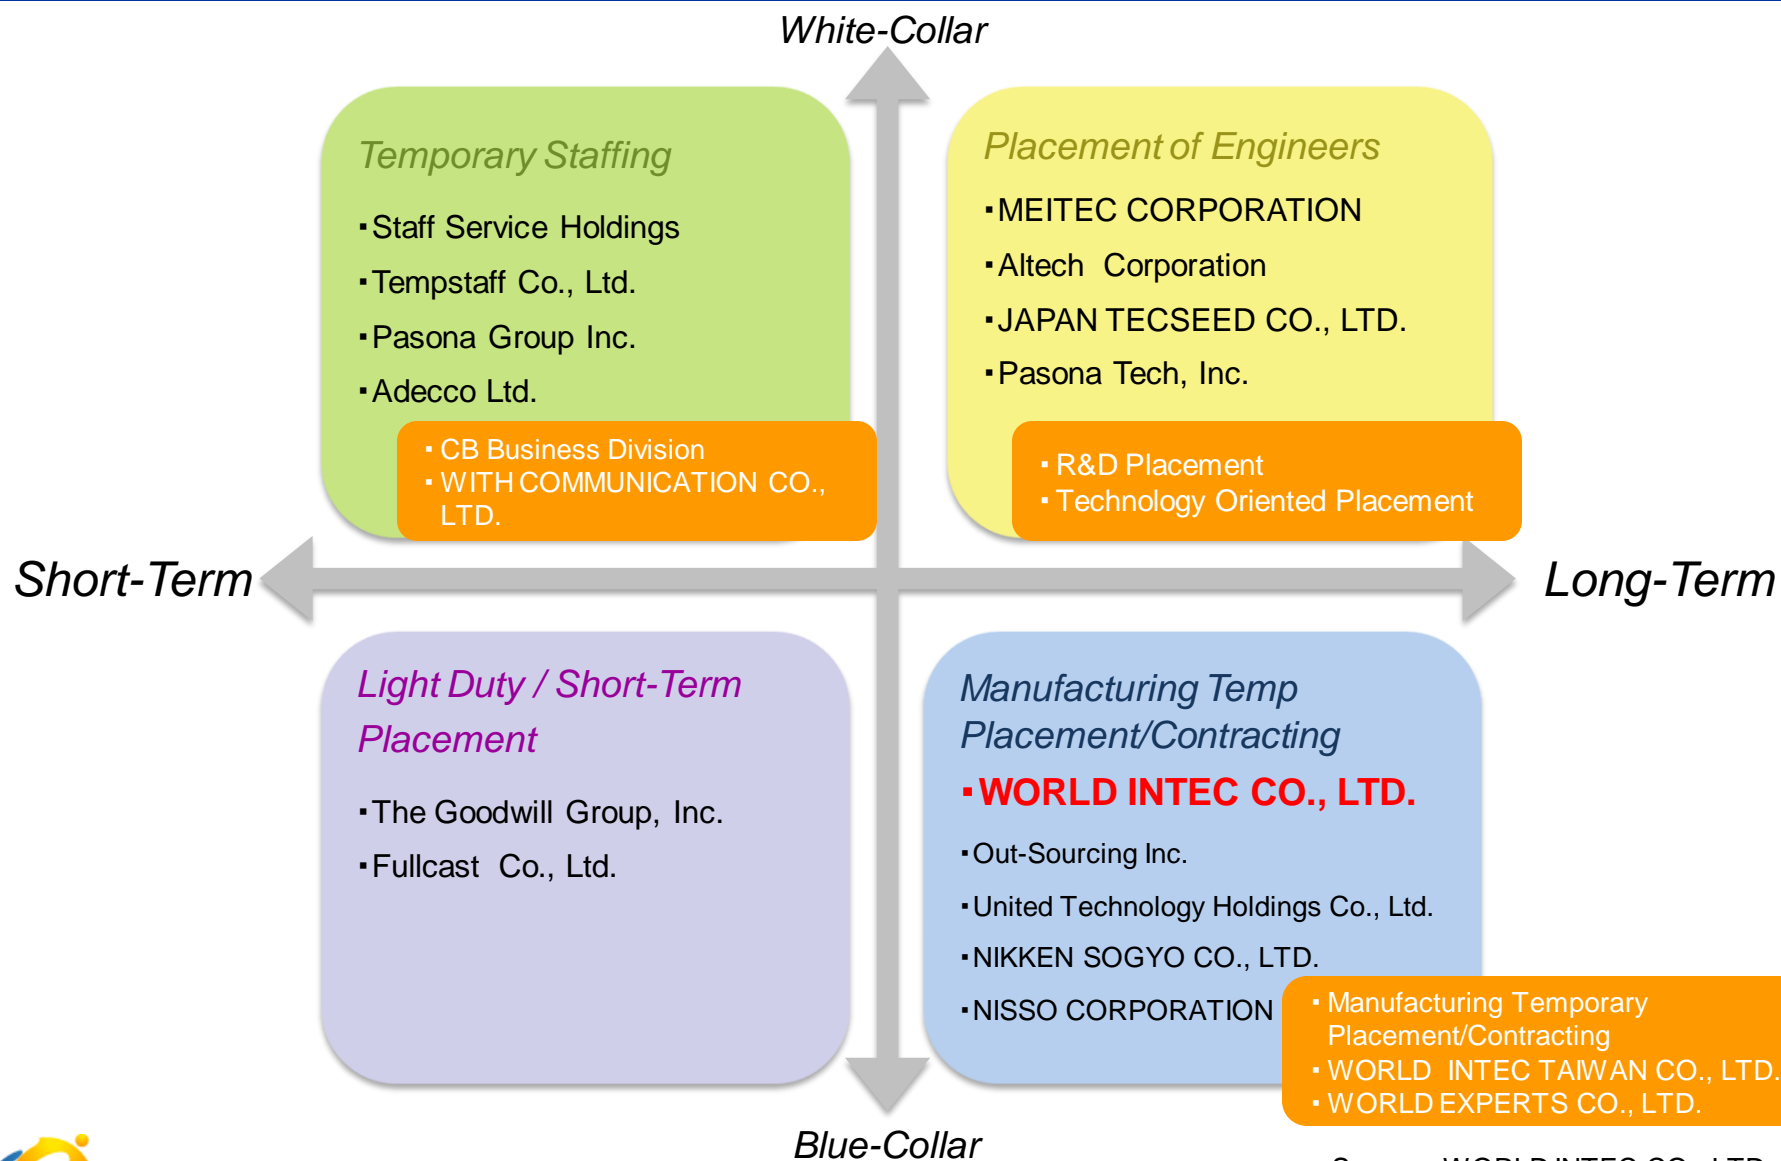 White-Collar
Temporary Staffing
▪Staff Service Holdings
▪Tempstaff Co., Ltd.
▪Pasona Group Inc.
▪Adecco Ltd.
▪ CB Business Division
▪ WITH COMMUNICATION CO.,
LTD.
Placement of Engineers
▪MEITEC CORPORATION
▪Altech Corporation
▪JAPAN TECSEED CO., LTD.
▪Pasona Tech, Inc.
▪ R&D Placement
▪ Technology Oriented Placement
Short-Term
Long-Term
Light Duty / Short-Term
Placement
▪The Goodwill Group, Inc.
▪Fullcast Co., Ltd.
Manufacturing Temp
Placement/Contracting
▪WORLD INTEC CO., LTD.
▪Out-Sourcing Inc.
▪United Technology Holdings Co., Ltd.
▪NIKKEN SOGYO CO., LTD.
▪NISSO CORPORATION
▪ Manufacturing Temporary
Placement/Contracting
▪ WORLD INTEC TAIWAN CO., LTD.
▪ WORLD EXPERTS CO., LTD.
Blue-Collar